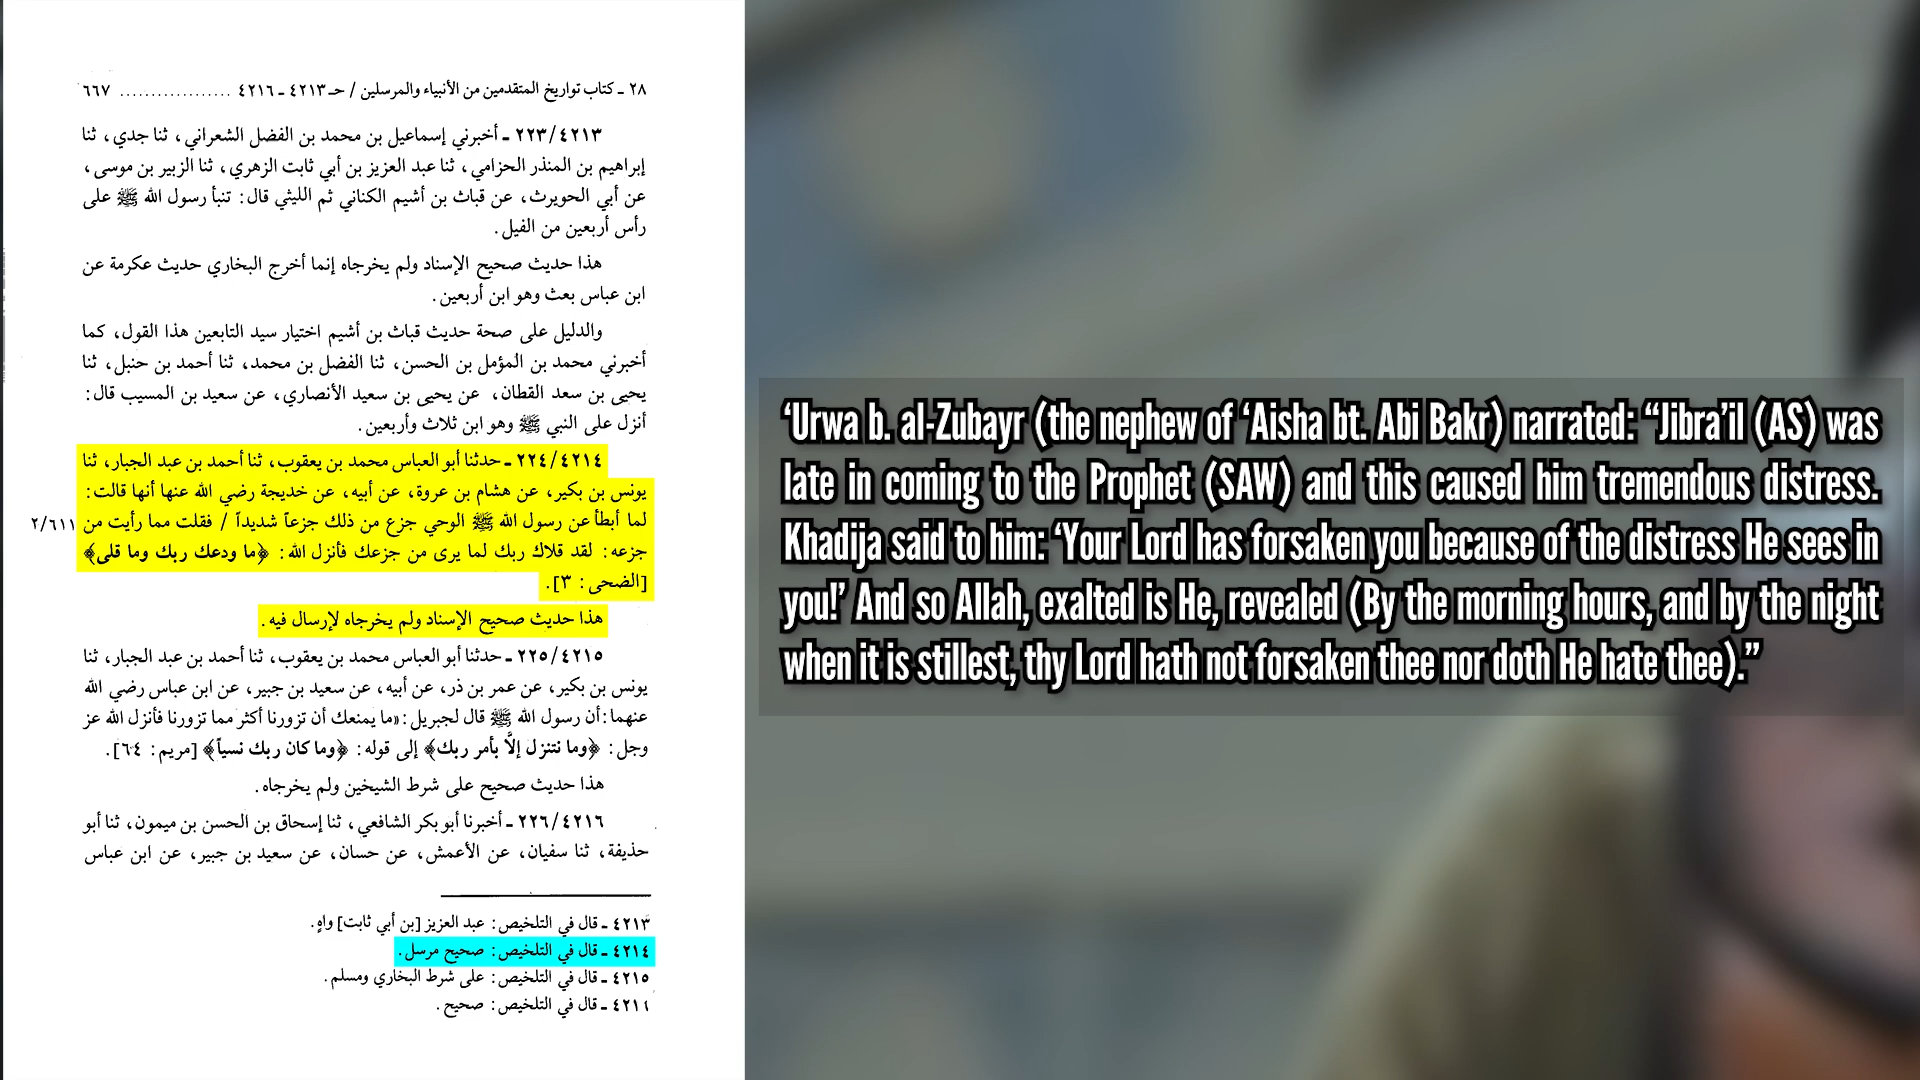 ٢٨ ـ كتاب تواريخ المتقدمين من الأنبياء والمرسلين / حـ ٤٢١٣ ـ ٤٢١٦ .................. ٦٦٧
٢٢٣/٤٢١٣ ـ أخبرني إسماعيل بن محمد بن الفضل الشعراني، ثنا جدي، ثنا
إبراهيم بن المنذر الحزامي، ثنا عبد العزيز بن أبي ثابت الزهري، ثنا الزبير بن موسى،
عن أبي الحويرث، عن قباث بن أشيم الكناني ثم الليثي قال: تنبأ رسول الله ﷺ على
رأس أربعين من الفيل.
هذا حديث صحيح الإسناد ولم يخرجاه إنما أخرج البخاري حديث عكرمة عن
ابن عباس بعث وهو ابن أربعين.
والدليل على صحة حديث قباث بن أشيم اختيار سيد التابعين هذا القول، كما
أخبرني محمد بن المؤمل بن الحسن، ثنا الفضل بن محمد، ثنا أحمد بن حنبل، ثنا
يحيى بن سعد القطان، عن يحيى بن سعيد الأنصاري، عن سعيد بن المسيب قال:
أنزل على النبي ﷺ وهو ابن ثلاث وأربعين.
٢٢٤/٤٢١٤ ـ حدثنا أبو العباس محمد بن يعقوب، ثنا أحمد بن عبد الجبار، ثنا
يونس بن بكير، عن هشام بن عروة، عن أبيه، عن خديجة رضي الله عنها أنها قالت:
لما أبطأ عن رسول الله ﷺ الوحي جزع من ذلك جزعاً شديداً / فقلت مما رأيت من ٢/٦١١
جزعه: لقد قلاك ربك لما يرى من جزعك فأنزل الله: ﴿ما ودعك ربك وما قلى﴾
[الضحى: ٣].
هذا حديث صحيح الإسناد ولم يخرجاه لإرسال فيه.
٢٢٥/٤٢١٥ ـ حدثنا أبو العباس محمد بن يعقوب، ثنا أحمد بن عبد الجبار، ثنا
يونس بن بكير، عن عمر بن ذر، عن أبيه، عن سعيد بن جبير، عن ابن عباس رضي الله
عنهما: أن رسول الله ﷺ قال لجبريل: «ما يمنعك أن تزورنا أكثر مما تزورنا فأنزل الله عز
وجل: ﴿وما نتنزل إلَّا بأمر ربك﴾ إلى قوله: ﴿وما كان ربك نسياً﴾ [مريم: ٦٤].
هذا حديث صحيح على شرط الشيخين ولم يخرجاه.
٢٢٦/٤٢١٦ ـ أخبرنا أبو بكر الشافعي، ثنا إسحاق بن الحسن بن ميمون، ثنا أبو
حذيفة، ثنا سفيان، عن الأعمش، عن حسان، عن سعيد بن جبير، عن ابن عباس
٤٢١٣ ـ قال في التلخيص: عبد العزيز [بن أبي ثابت] واهٍ.
٤٢١٤ ـ قال في التلخيص: صحيح مرسل.
٤٢١٥ ـ قال في التلخيص: على شرط البخاري ومسلم.
٤٢١٦ ـ قال في التلخيص: صحيح.
‘Urwa b. al-Zubayr (the nephew of ‘Aisha bt. Abi Bakr) narrated: “Jibra’il (AS) was
late in coming to the Prophet (SAW) and this caused him tremendous distress.
Khadija said to him: ‘Your Lord has forsaken you because of the distress He sees in
you!’ And so Allah, exalted is He, revealed (By the morning hours, and by the night
when it is stillest, thy Lord hath not forsaken thee nor doth He hate thee).”